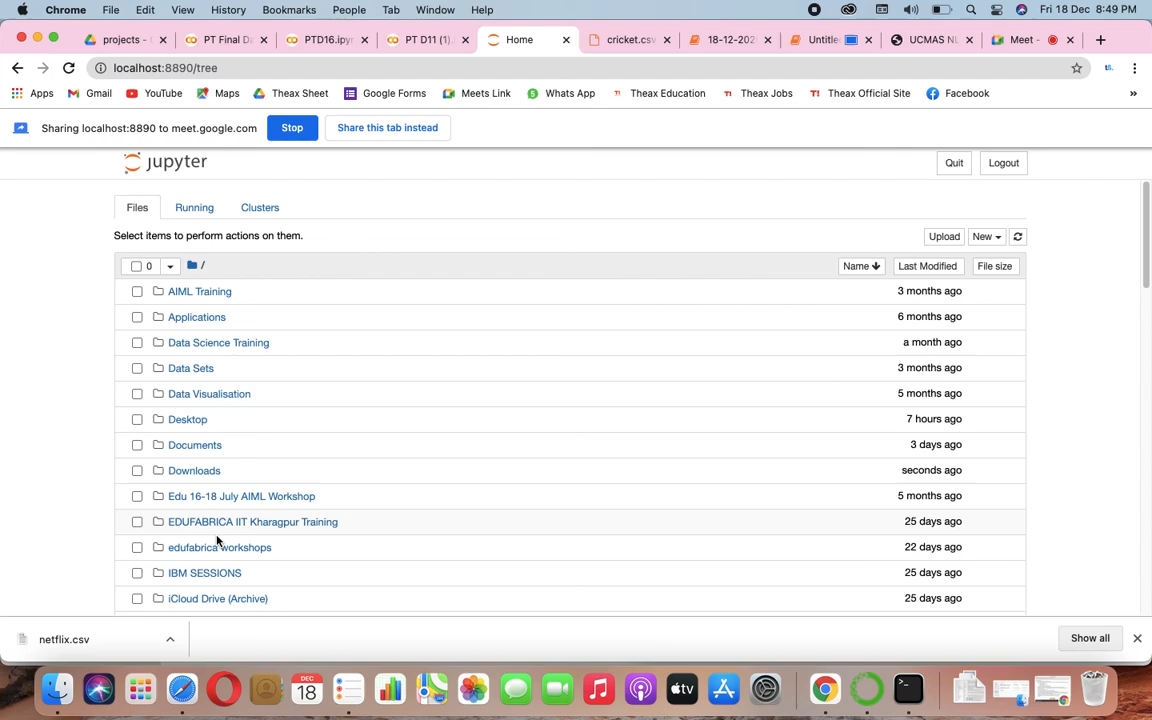 Chrome File Edit View History Bookmarks People Tab Window Help Fri 18 Dec 8:49 PM
projects - PT Final Da PTD16.ipyn PT D11 (1). Home cricket.csv 18-12-202 Untitle UCMAS NL Meet -
localhost:8890/tree
Apps Gmail YouTube Maps Theax Sheet Google Forms Meets Link Whats App Theax Education Theax Jobs Theax Official Site Facebook »
Sharing localhost:8890 to meet.google.com Stop Share this tab instead
jupyter Quit Logout
Files Running Clusters
Select items to perform actions on them. Upload New
0 / Name Last Modified File size
AIML Training 3 months ago
Applications 6 months ago
Data Science Training a month ago
Data Sets 3 months ago
Data Visualisation 5 months ago
Desktop 7 hours ago
Documents 3 days ago
Downloads seconds ago
Edu 16-18 July AIML Workshop 5 months ago
EDUFABRICA IIT Kharagpur Training 25 days ago
edufabrica workshops 22 days ago
IBM SESSIONS 25 days ago
iCloud Drive (Archive) 25 days ago
netflix.csv Show all
DEC
18
tv